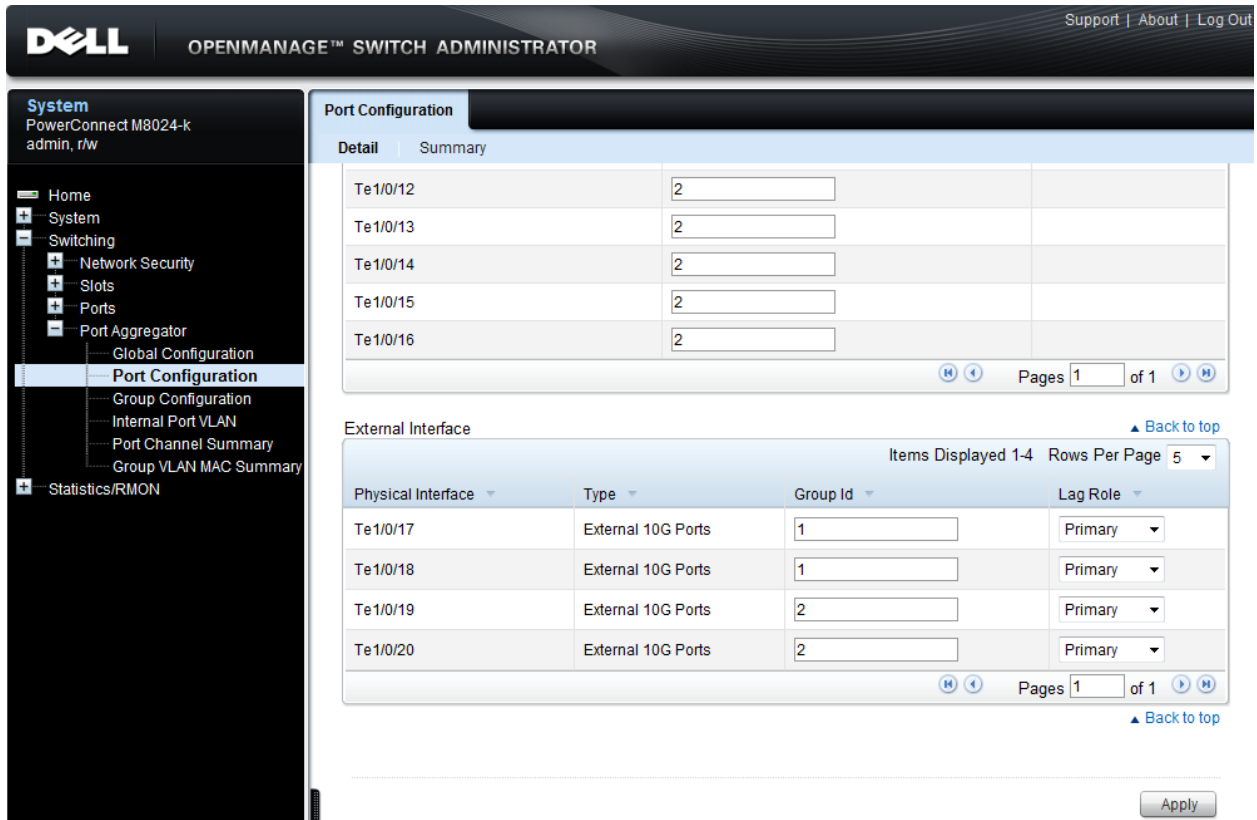 Support | About | Log Out
DELL
OPENMANAGE™ SWITCH ADMINISTRATOR
System
PowerConnect M8024-k
admin, r/w
Home
System
Switching
Network Security
Slots
Ports
Port Aggregator
Global Configuration
Port Configuration
Group Configuration
Internal Port VLAN
Port Channel Summary
Group VLAN MAC Summary
Statistics/RMON
Port Configuration
Detail Summary
Te1/0/12 2
Te1/0/13 2
Te1/0/14 2
Te1/0/15 2
Te1/0/16 2
Pages 1 of 1
External Interface Back to top
Items Displayed 1-4 Rows Per Page 5
Physical Interface Type Group Id Lag Role
Te1/0/17 External 10G Ports 1 Primary
Te1/0/18 External 10G Ports 1 Primary
Te1/0/19 External 10G Ports 2 Primary
Te1/0/20 External 10G Ports 2 Primary
Pages 1 of 1
Back to top
Apply